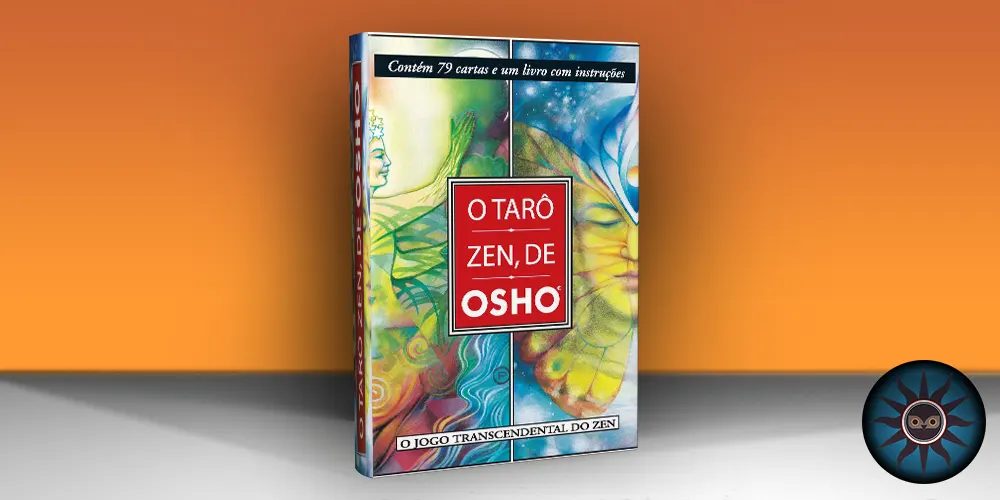 Contém 79 cartas e um livro com instruções
O TARÔ
ZEN, DE
OSHO
O JOGO TRANSCENDENTAL DO ZEN
O TARÔ ZEN, DE OSHO